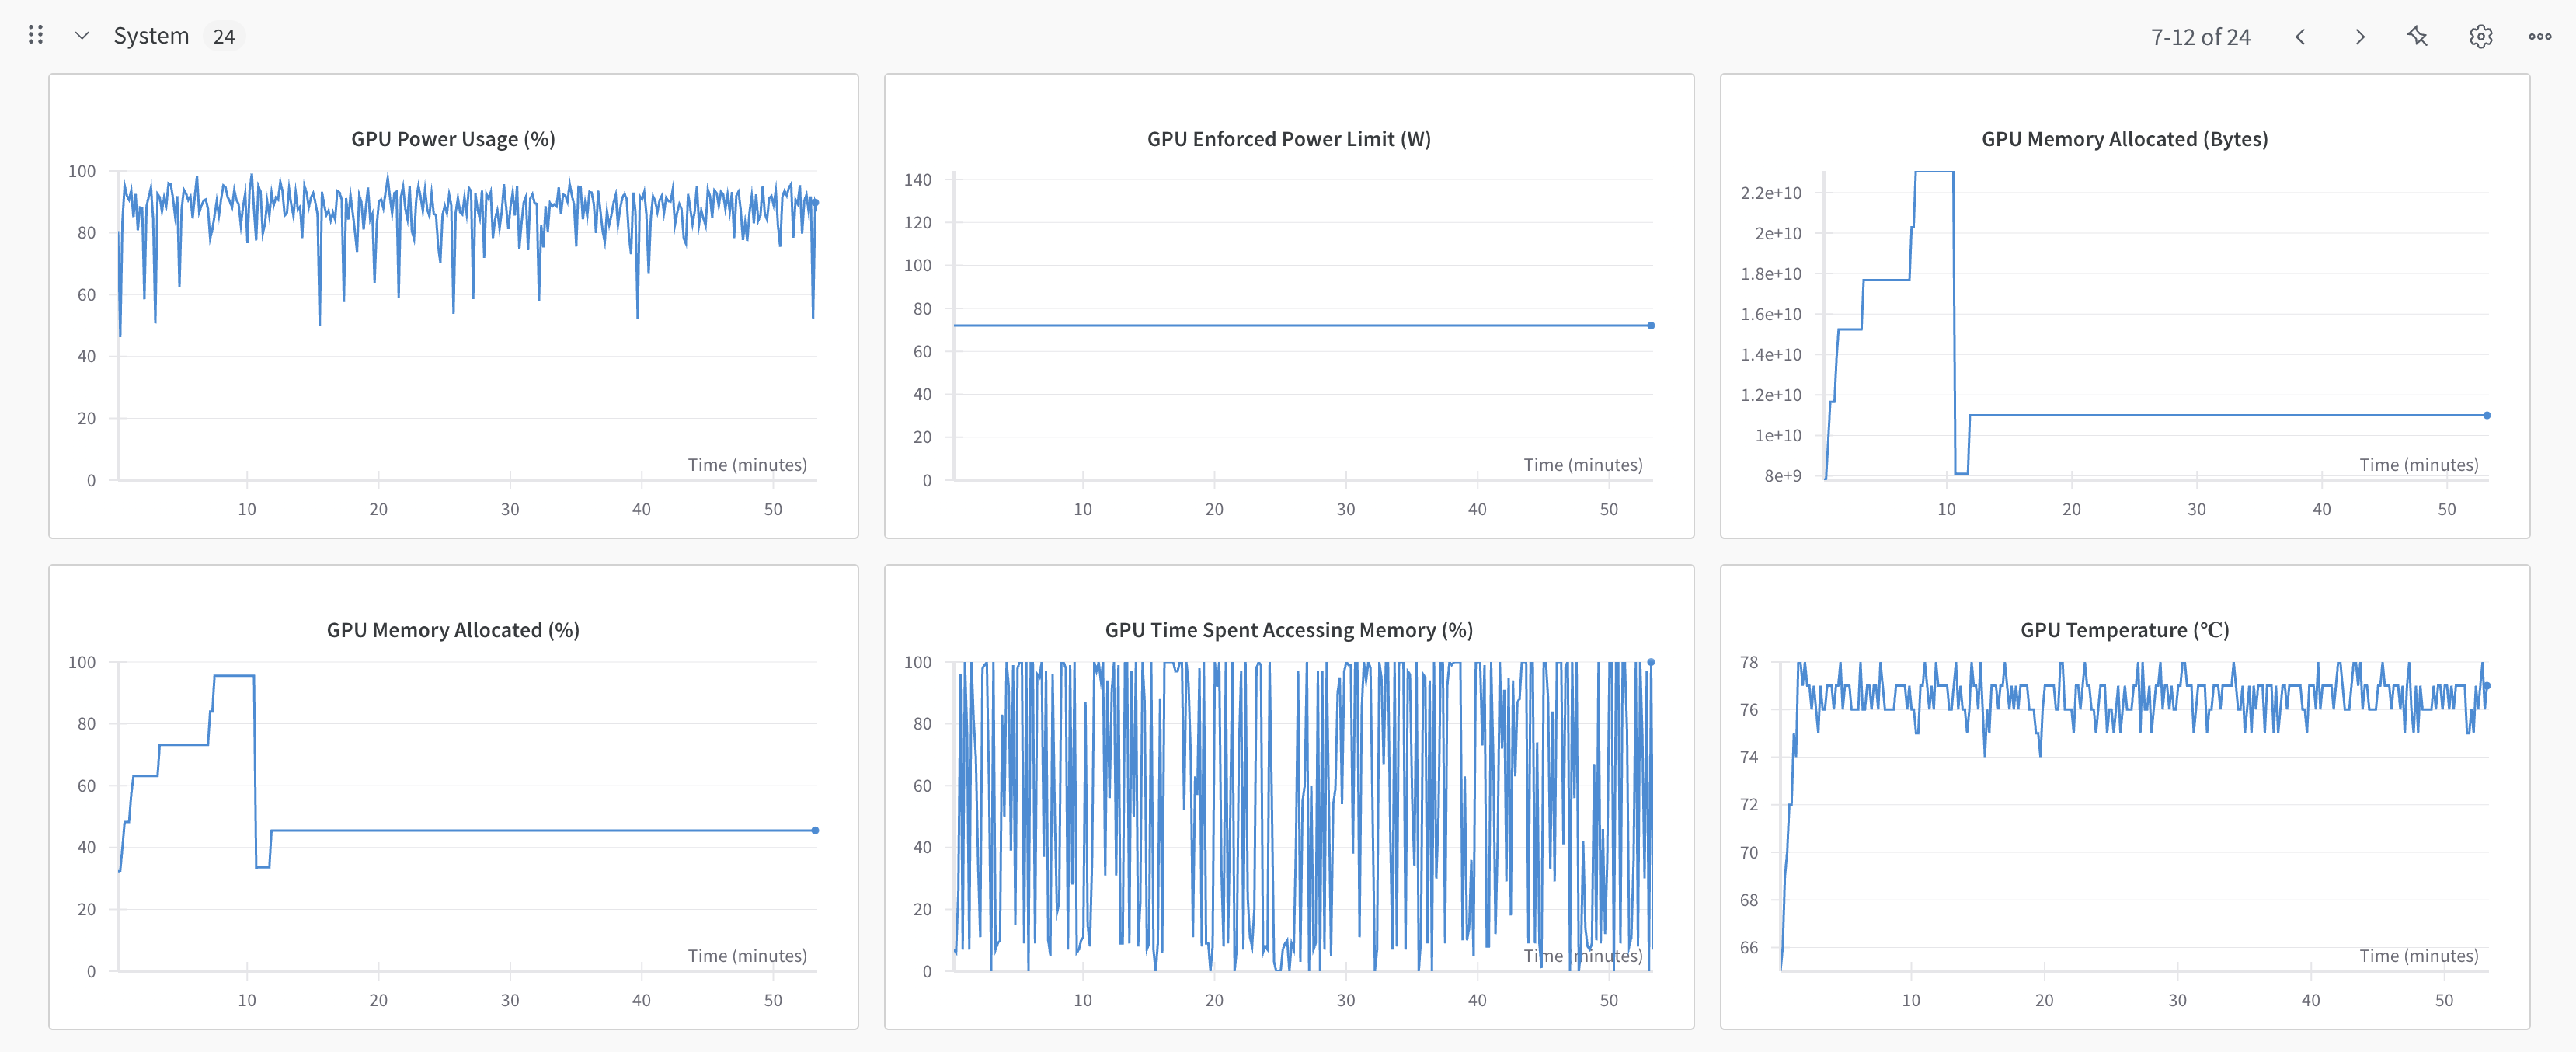 System 24
7-12 of 24
GPU Power Usage (%)
100
80
60
40
20
0
Time (minutes)
10 20 30 40 50
GPU Enforced Power Limit (W)
140
120
100
80
60
40
20
0
Time (minutes)
10 20 30 40 50
GPU Memory Allocated (Bytes)
2.2e+10
2e+10
1.8e+10
1.6e+10
1.4e+10
1.2e+10
1e+10
8e+9
Time (minutes)
10 20 30 40 50
GPU Memory Allocated (%)
100
80
60
40
20
0
Time (minutes)
10 20 30 40 50
GPU Time Spent Accessing Memory (%)
100
80
60
40
20
0
Time (minutes)
10 20 30 40 50
GPU Temperature (℃)
78
76
74
72
70
68
66
Time (minutes)
10 20 30 40 50